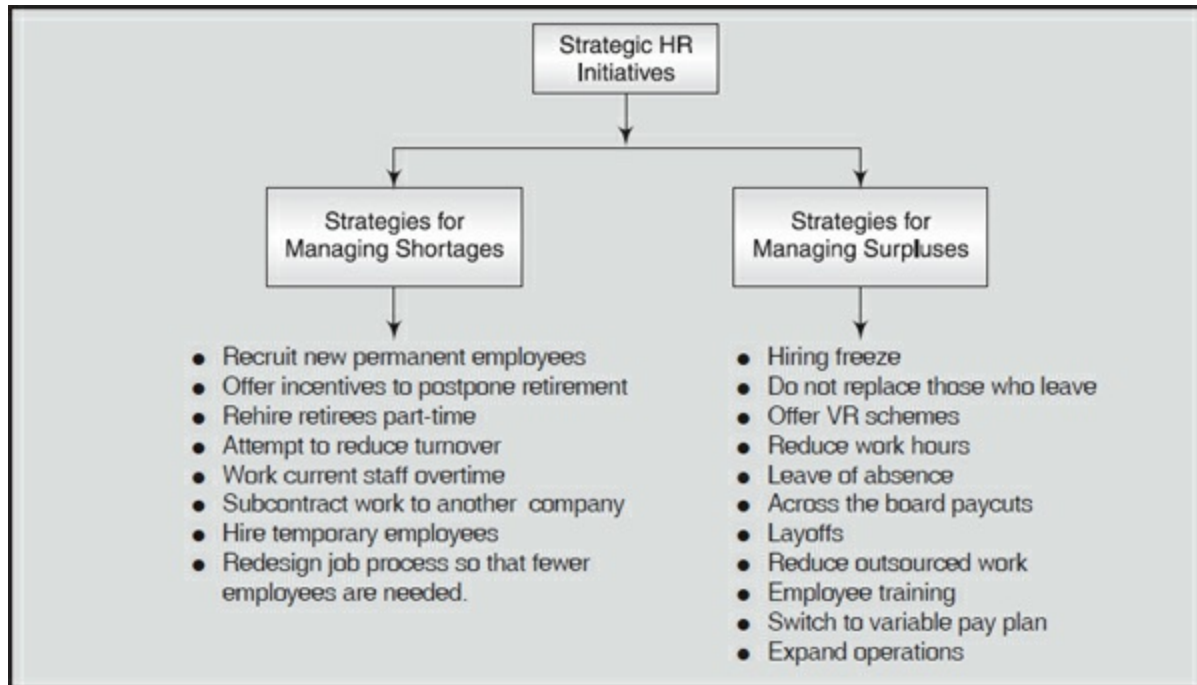 Strategic HR
Initiatives
Strategies for
Managing Shortages
● Recruit new permanent employees
● Offer incentives to postpone retirement
● Rehire retirees part-time
● Attempt to reduce turnover
● Work current staff overtime
● Subcontract work to another company
● Hire temporary employees
● Redesign job process so that fewer
employees are needed.
Strategies for
Managing Surpluses
● Hiring freeze
● Do not replace those who leave
● Offer VR schemes
● Reduce work hours
● Leave of absence
● Across the board paycuts
● Layoffs
● Reduce outsourced work
● Employee training
● Switch to variable pay plan
● Expand operations